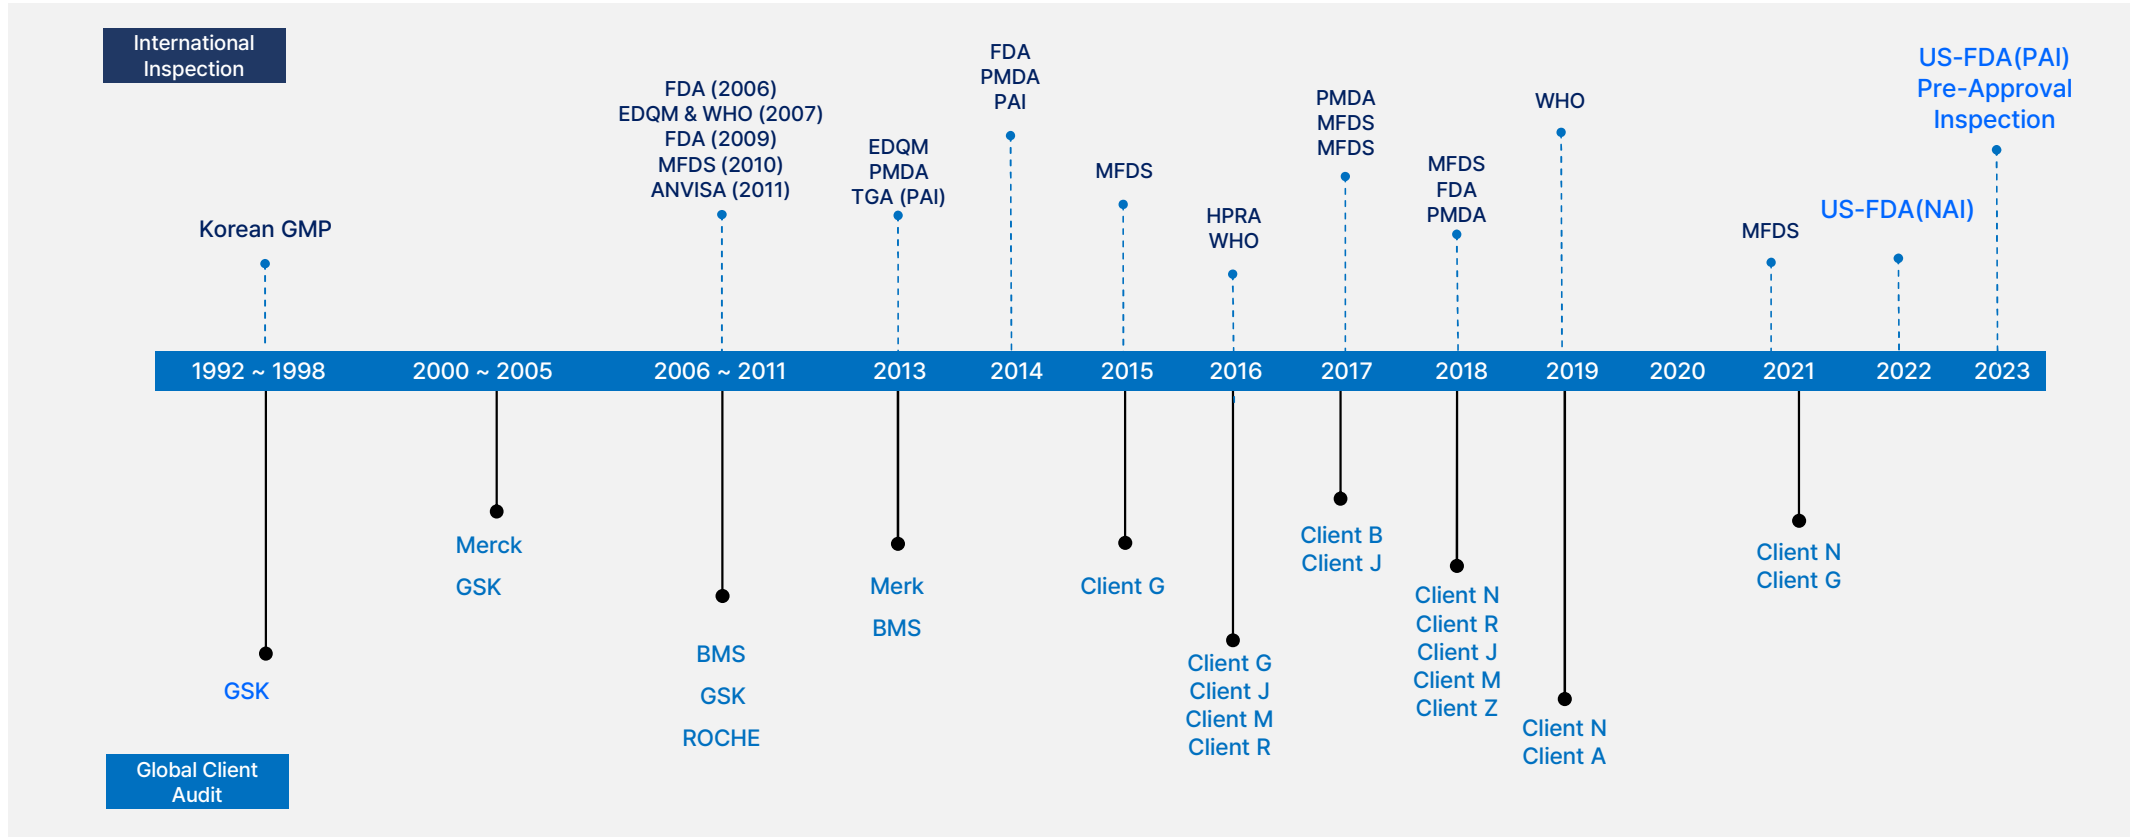 International
Inspection
Korean GMP
FDA (2006)
EDQM & WHO (2007)
FDA (2009)
MFDS (2010)
ANVISA (2011)
EDQM
PMDA
TGA (PAI)
FDA
PMDA
PAI
MFDS
HPRA
WHO
PMDA
MFDS
MFDS
MFDS
FDA
PMDA
WHO
MFDS
US-FDA(NAI)
US-FDA(PAI)
Pre-Approval
Inspection
1992 ~ 1998
2000 ~ 2005
2006 ~ 2011
2013
2014
2015
2016
2017
2018
2019
2020
2021
2022
2023
GSK
Merck
GSK
BMS
GSK
ROCHE
Merk
BMS
Client G
Client G
Client J
Client M
Client R
Client B
Client J
Client N
Client R
Client J
Client M
Client Z
Client N
Client A
Client N
Client G
Global Client
Audit